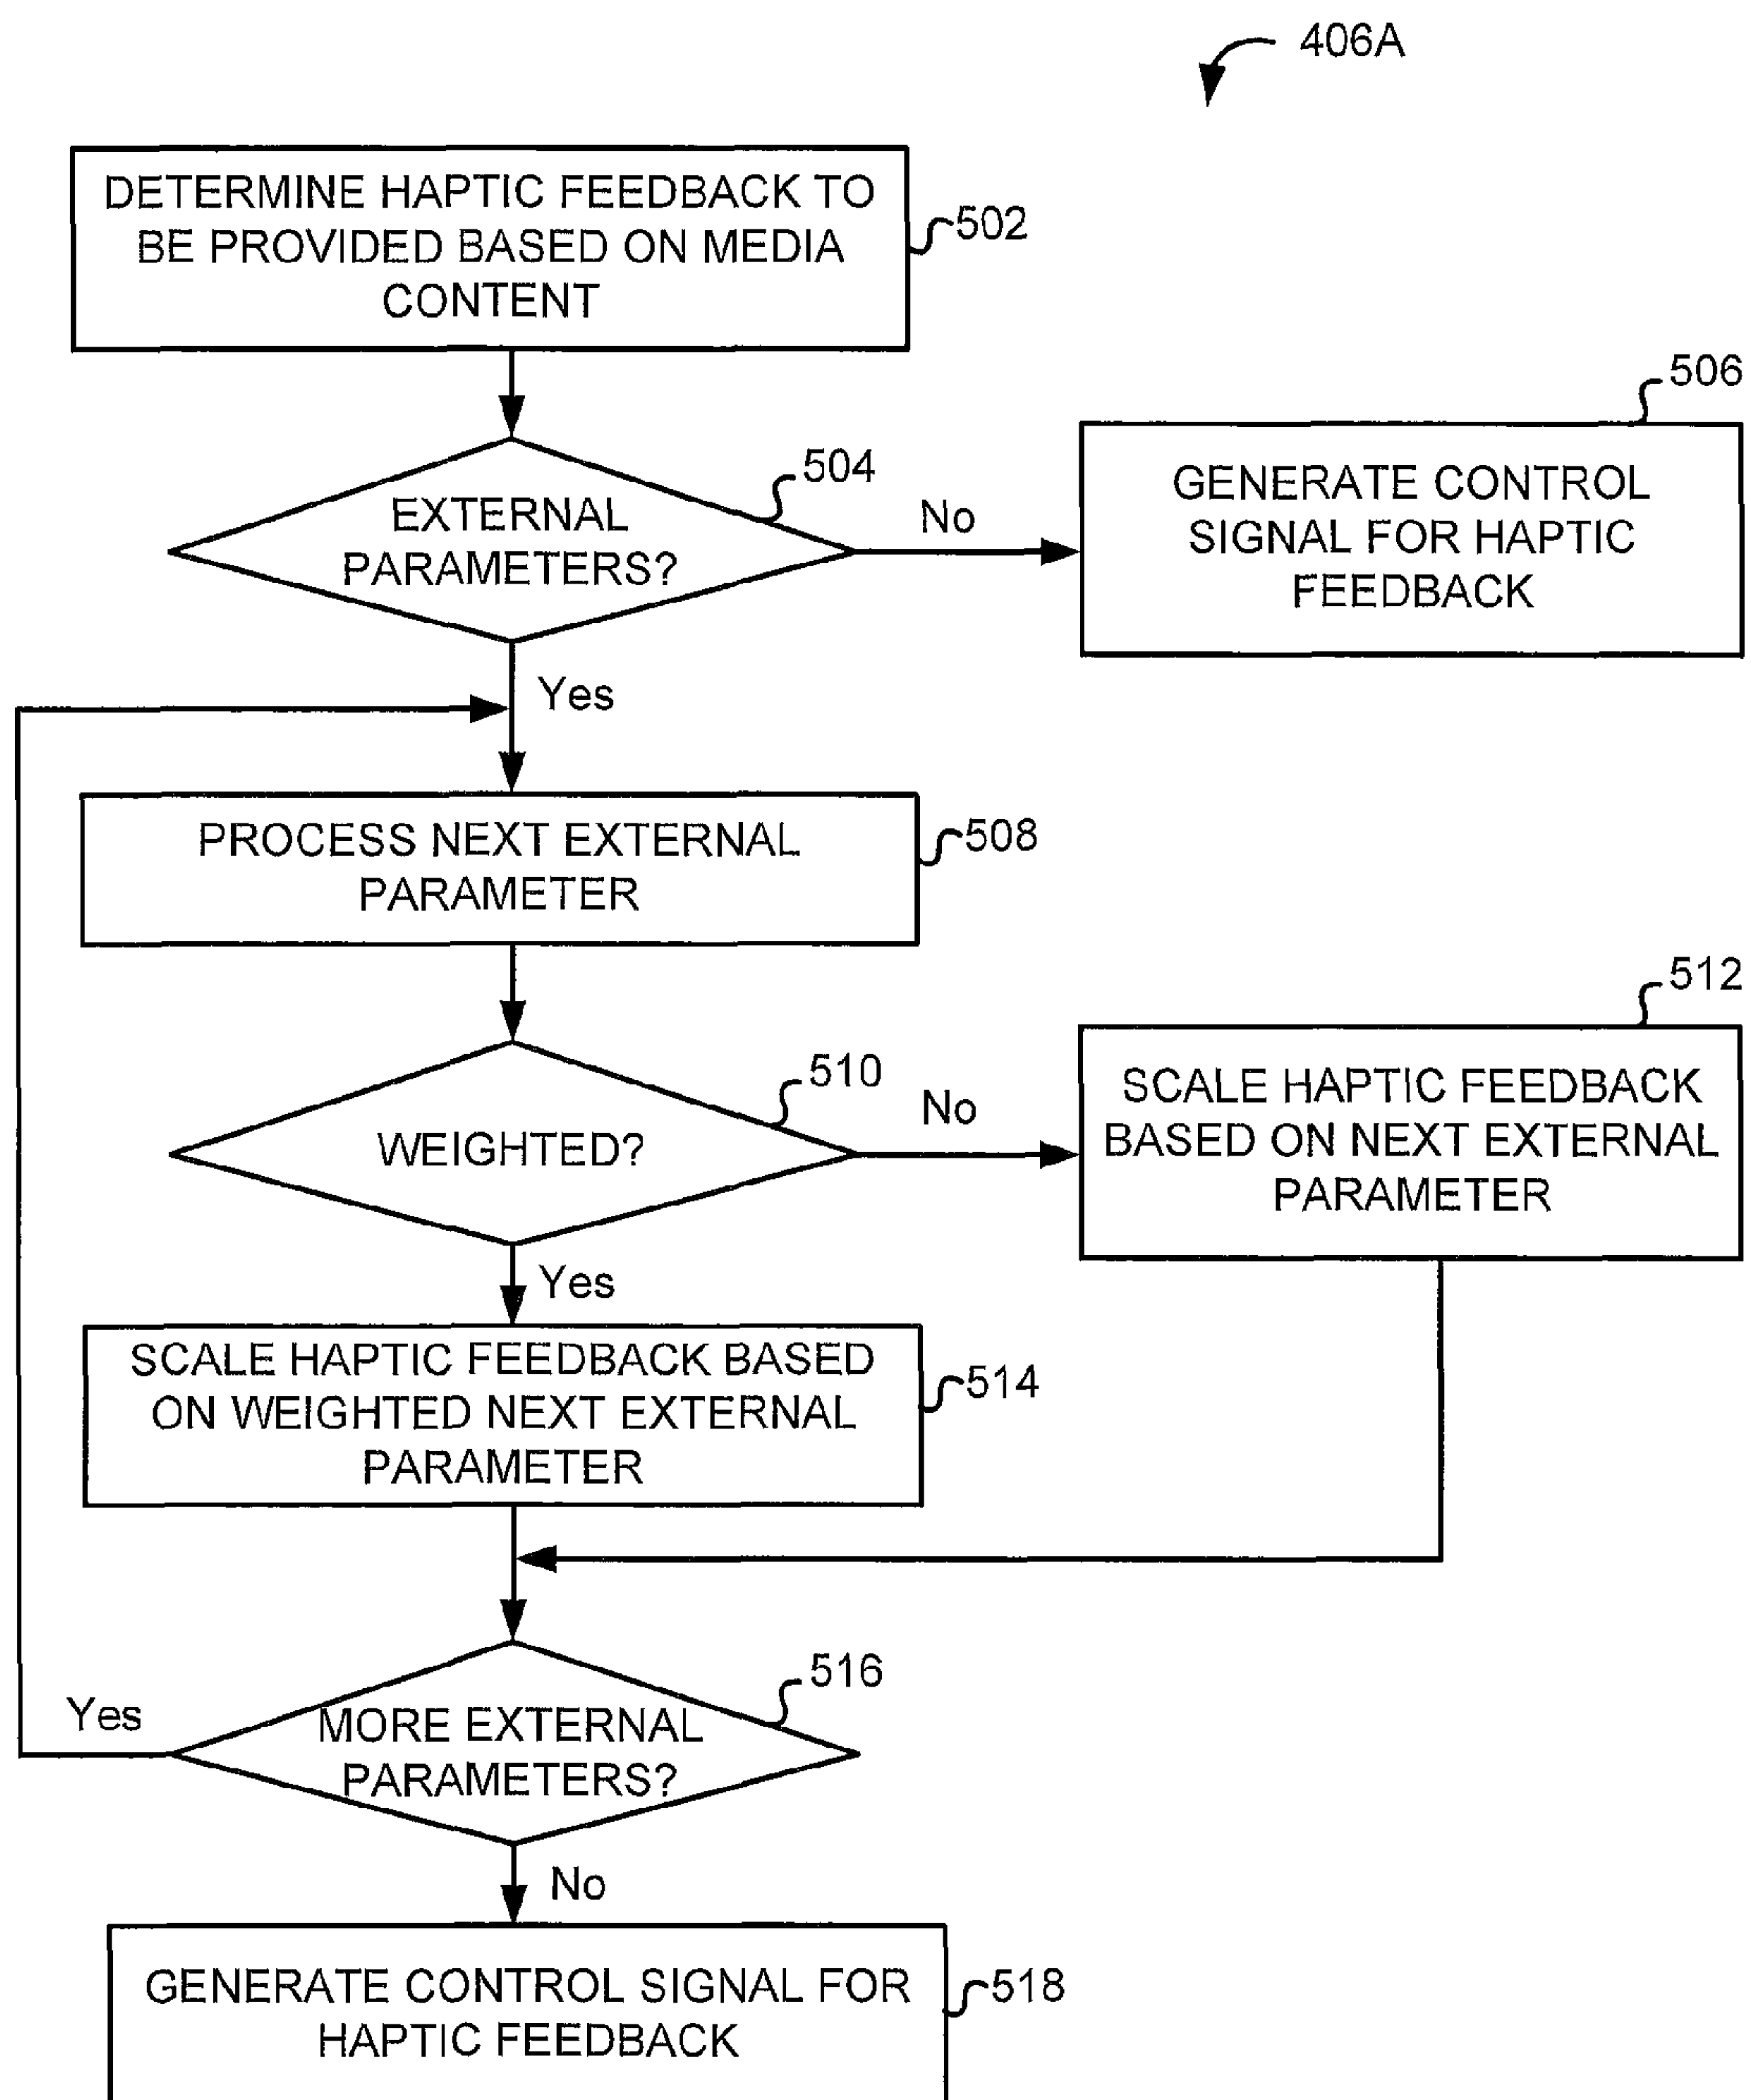 406A
DETERMINE HAPTIC FEEDBACK TO
BE PROVIDED BASED ON MEDIA
CONTENT
502
506
504
EXTERNAL
PARAMETERS?
No
GENERATE CONTROL
SIGNAL FOR HAPTIC
FEEDBACK
Yes
PROCESS NEXT EXTERNAL
PARAMETER
508
512
510
WEIGHTED?
No
SCALE HAPTIC FEEDBACK
BASED ON NEXT EXTERNAL
PARAMETER
Yes
SCALE HAPTIC FEEDBACK BASED
ON WEIGHTED NEXT EXTERNAL
PARAMETER
514
516
Yes
MORE EXTERNAL
PARAMETERS?
No
GENERATE CONTROL SIGNAL FOR
HAPTIC FEEDBACK
518